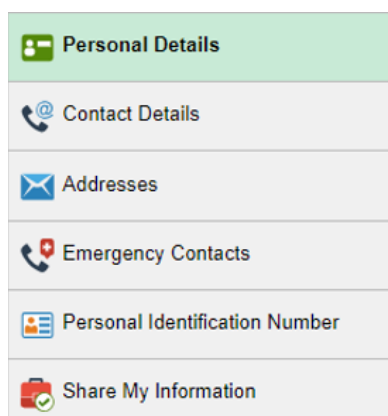 Personal Details
Contact Details
Addresses
Emergency Contacts
Personal Identification Number
Share My Information